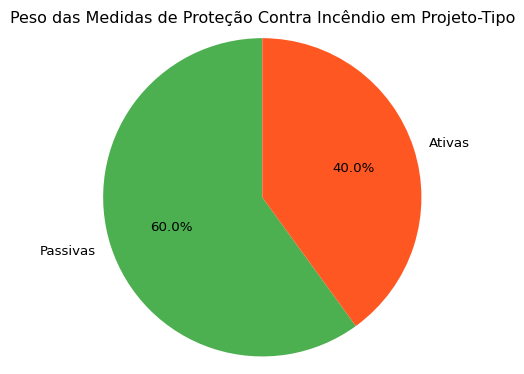 Peso das Medidas de Proteção Contra Incêndio em Projeto-Tipo
Ativas
40.0%
60.0%
Passivas